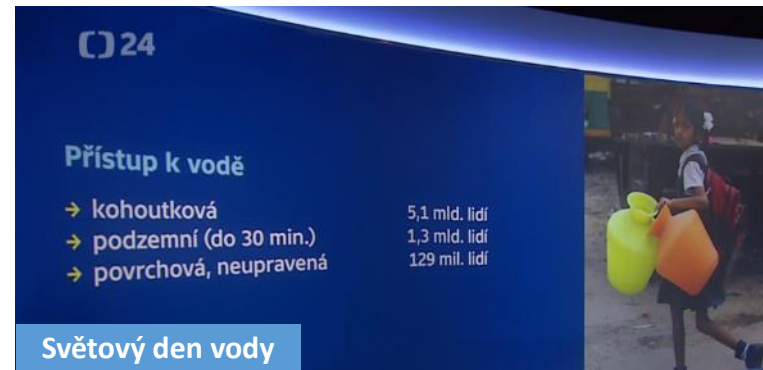 24
Přístup k vodě
→ kohoutková 5,1 mld. lidí
→ podzemní (do 30 min.) 1,3 mld. lidí
→ povrchová, neupravená 129 mil. lidí
Světový den vody